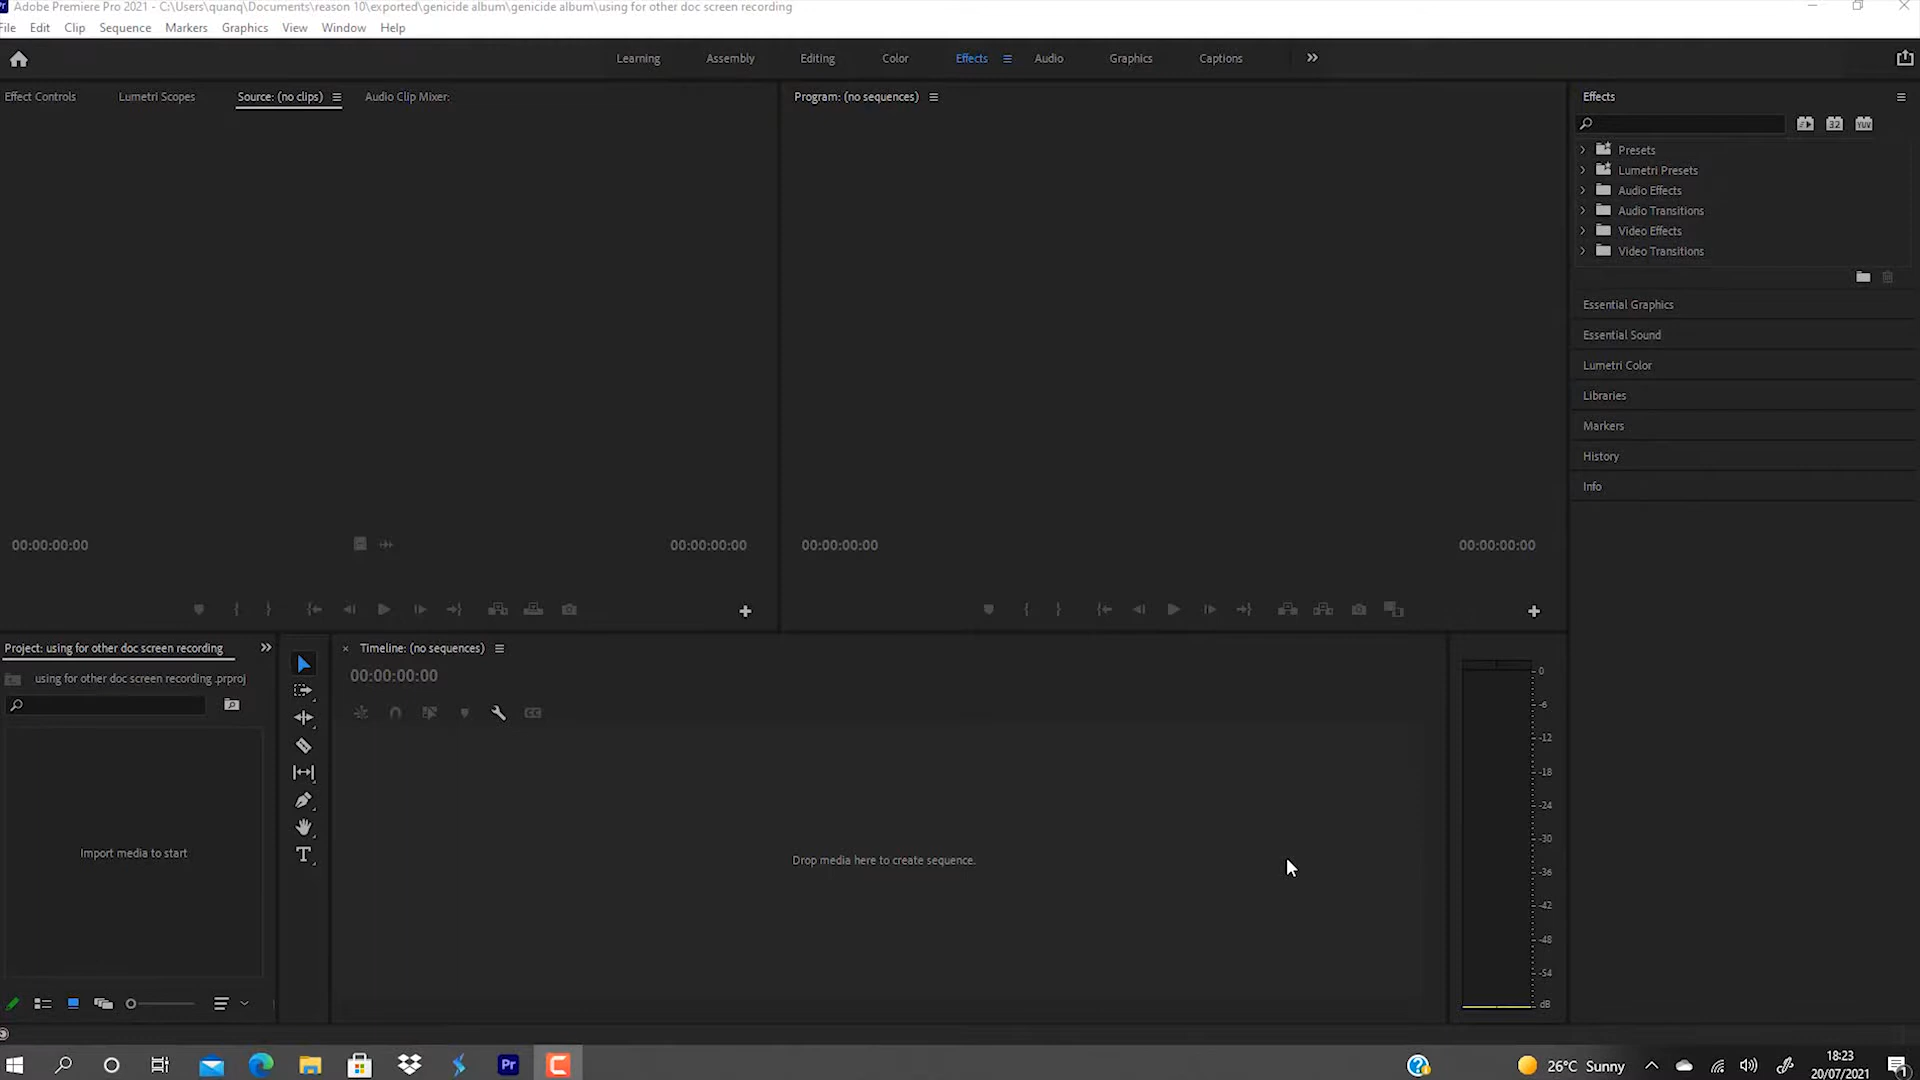 Adobe Premiere Pro 2021 - C:\Users\quanq\Documents\reason 10\exported\genicide album\genicide album\using for other doc screen recording
File Edit Clip Sequence Markers Graphics View Window Help
Learning Assembly Editing Color Effects Audio Graphics Captions
Effect Controls Lumetri Scopes Source: (no clips) Audio Clip Mixer:
Program: (no sequences)
Effects
32 YUV
Presets
Lumetri Presets
Audio Effects
Audio Transitions
Video Effects
Video Transitions
Essential Graphics
Essential Sound
Lumetri Color
Libraries
Markers
History
Info
00:00:00:00 00:00:00:00 00:00:00:00 00:00:00:00
Project: using for other doc screen recording
using for other doc screen recording .prproj
Import media to start
Timeline: (no sequences)
00:00:00:00
Drop media here to create sequence.
0
-6
-12
-18
-24
-30
-36
-42
-48
-54
dB
Pr
26°C Sunny
18:23
20/07/2021